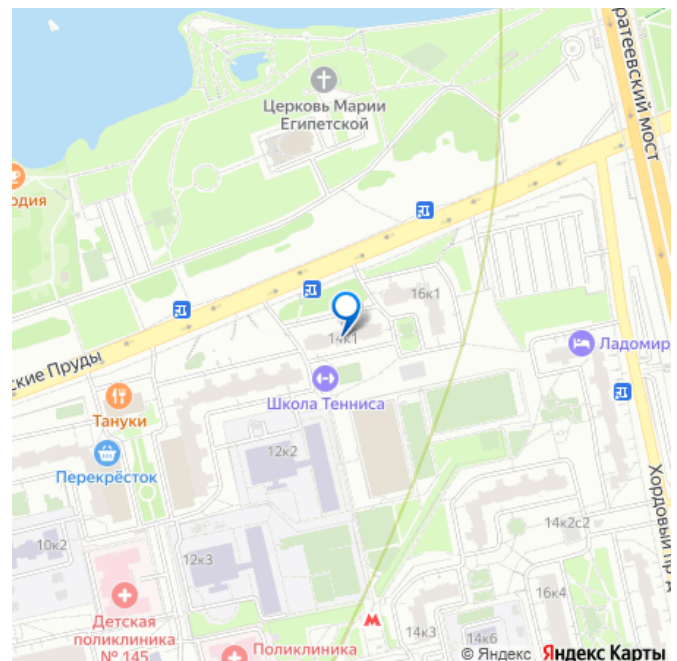 ратеевский мост
Церковь Марии
Египетской
одия
16к1
14к1
ские Пруды
Ладомир
Школа Тенниса
Тануки
Перекрёсток
12к2
Хордовый пр-д
10к2
12к3
14к2с2
16к4
Детская
поликлиника
№ 145
Поликлиника
14к3
14к6
© Яндекс Яндекс Карты